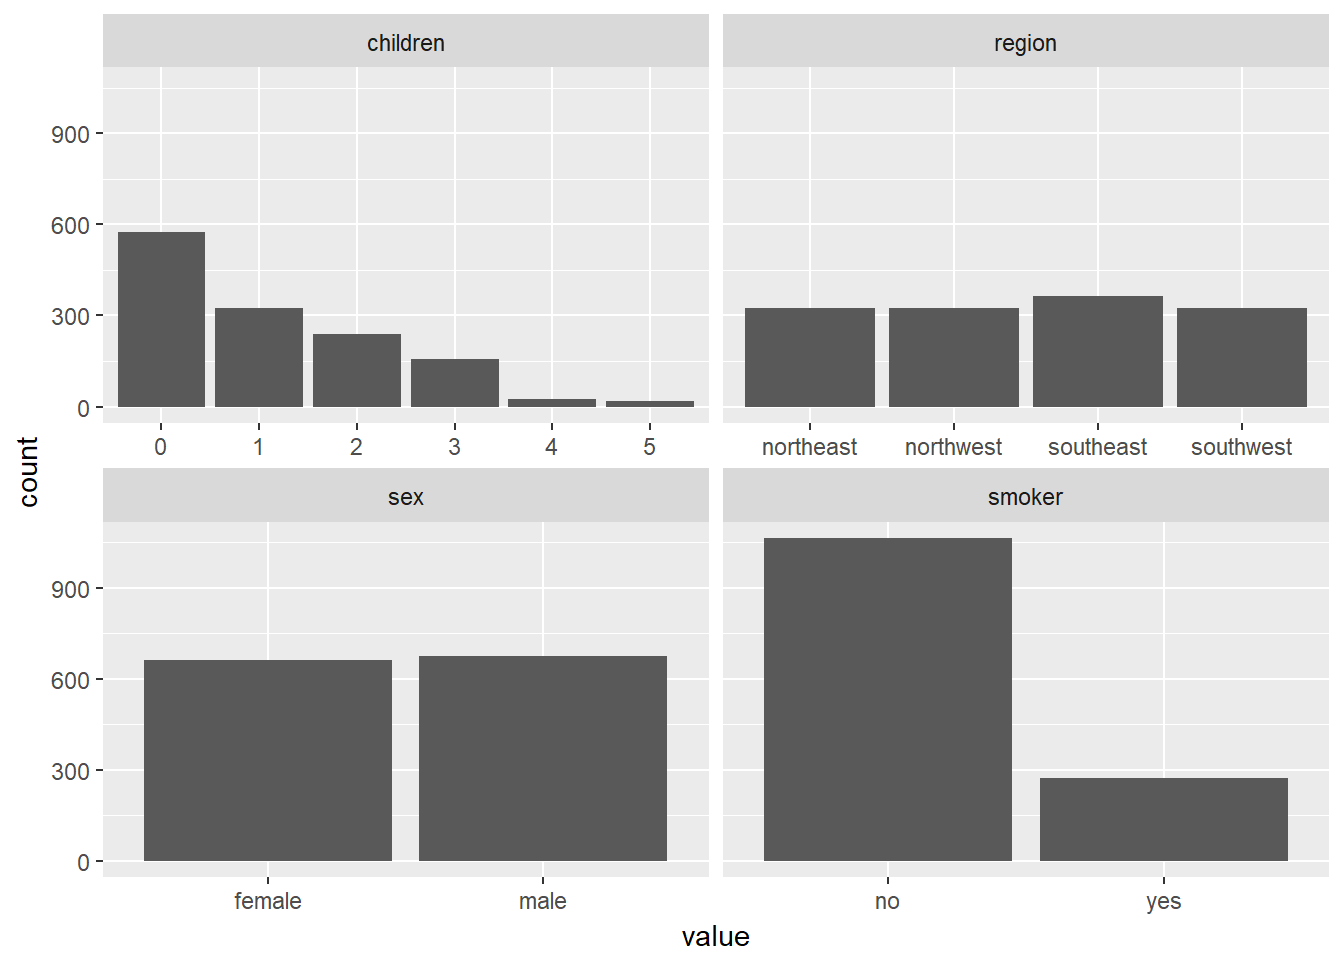 children
region
900
600
300
0
0 1 2 3 4 5
northeast northwest southeast southwest
count
sex
smoker
900
600
300
0
female male
no yes
value